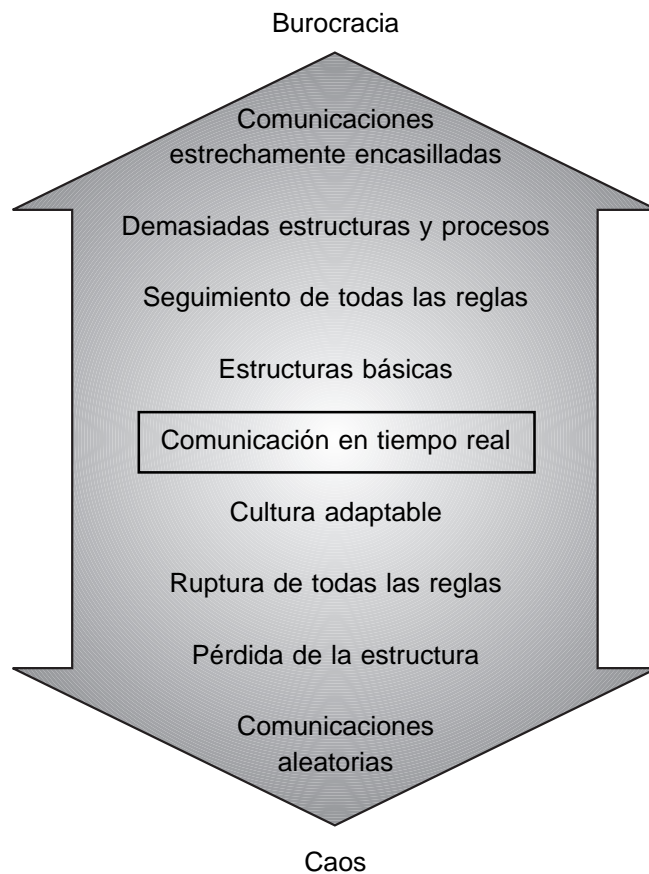 Burocracia
Comunicaciones
estrechamente encasilladas
Demasiadas estructuras y procesos
Seguimiento de todas las reglas
Estructuras básicas
Comunicación en tiempo real
Cultura adaptable
Ruptura de todas las reglas
Pérdida de la estructura
Comunicaciones
aleatorias
Caos